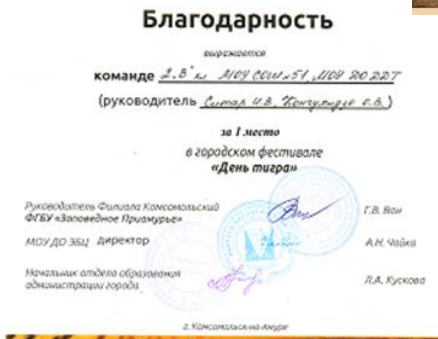 Благодарность
выражается
команде 2 "В" кл МОУ СОШ №51, МОУ ДО ДДТ
(руководитель
за I место
в городском фестивале
«День тигра»
Руководитель Филиала Комсомольский
ФГБУ «Заповедное Приамурье»
Г.В. Ван
МОУ ДО ЭБЦ директор
А.Н. Чайка
Начальник отдела образования
администрации города
Л.А. Кускова
г. Комсомольск-на-Амуре